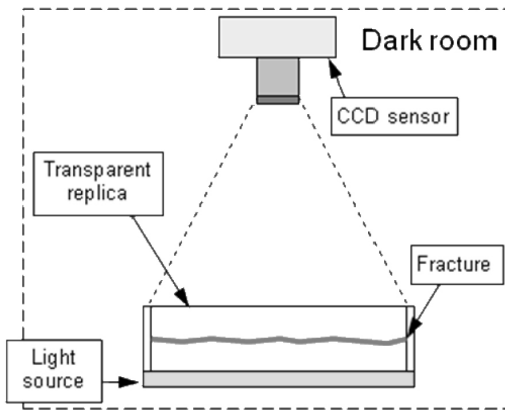 Dark room
CCD sensor
Transparent
replica
Fracture
Light
source